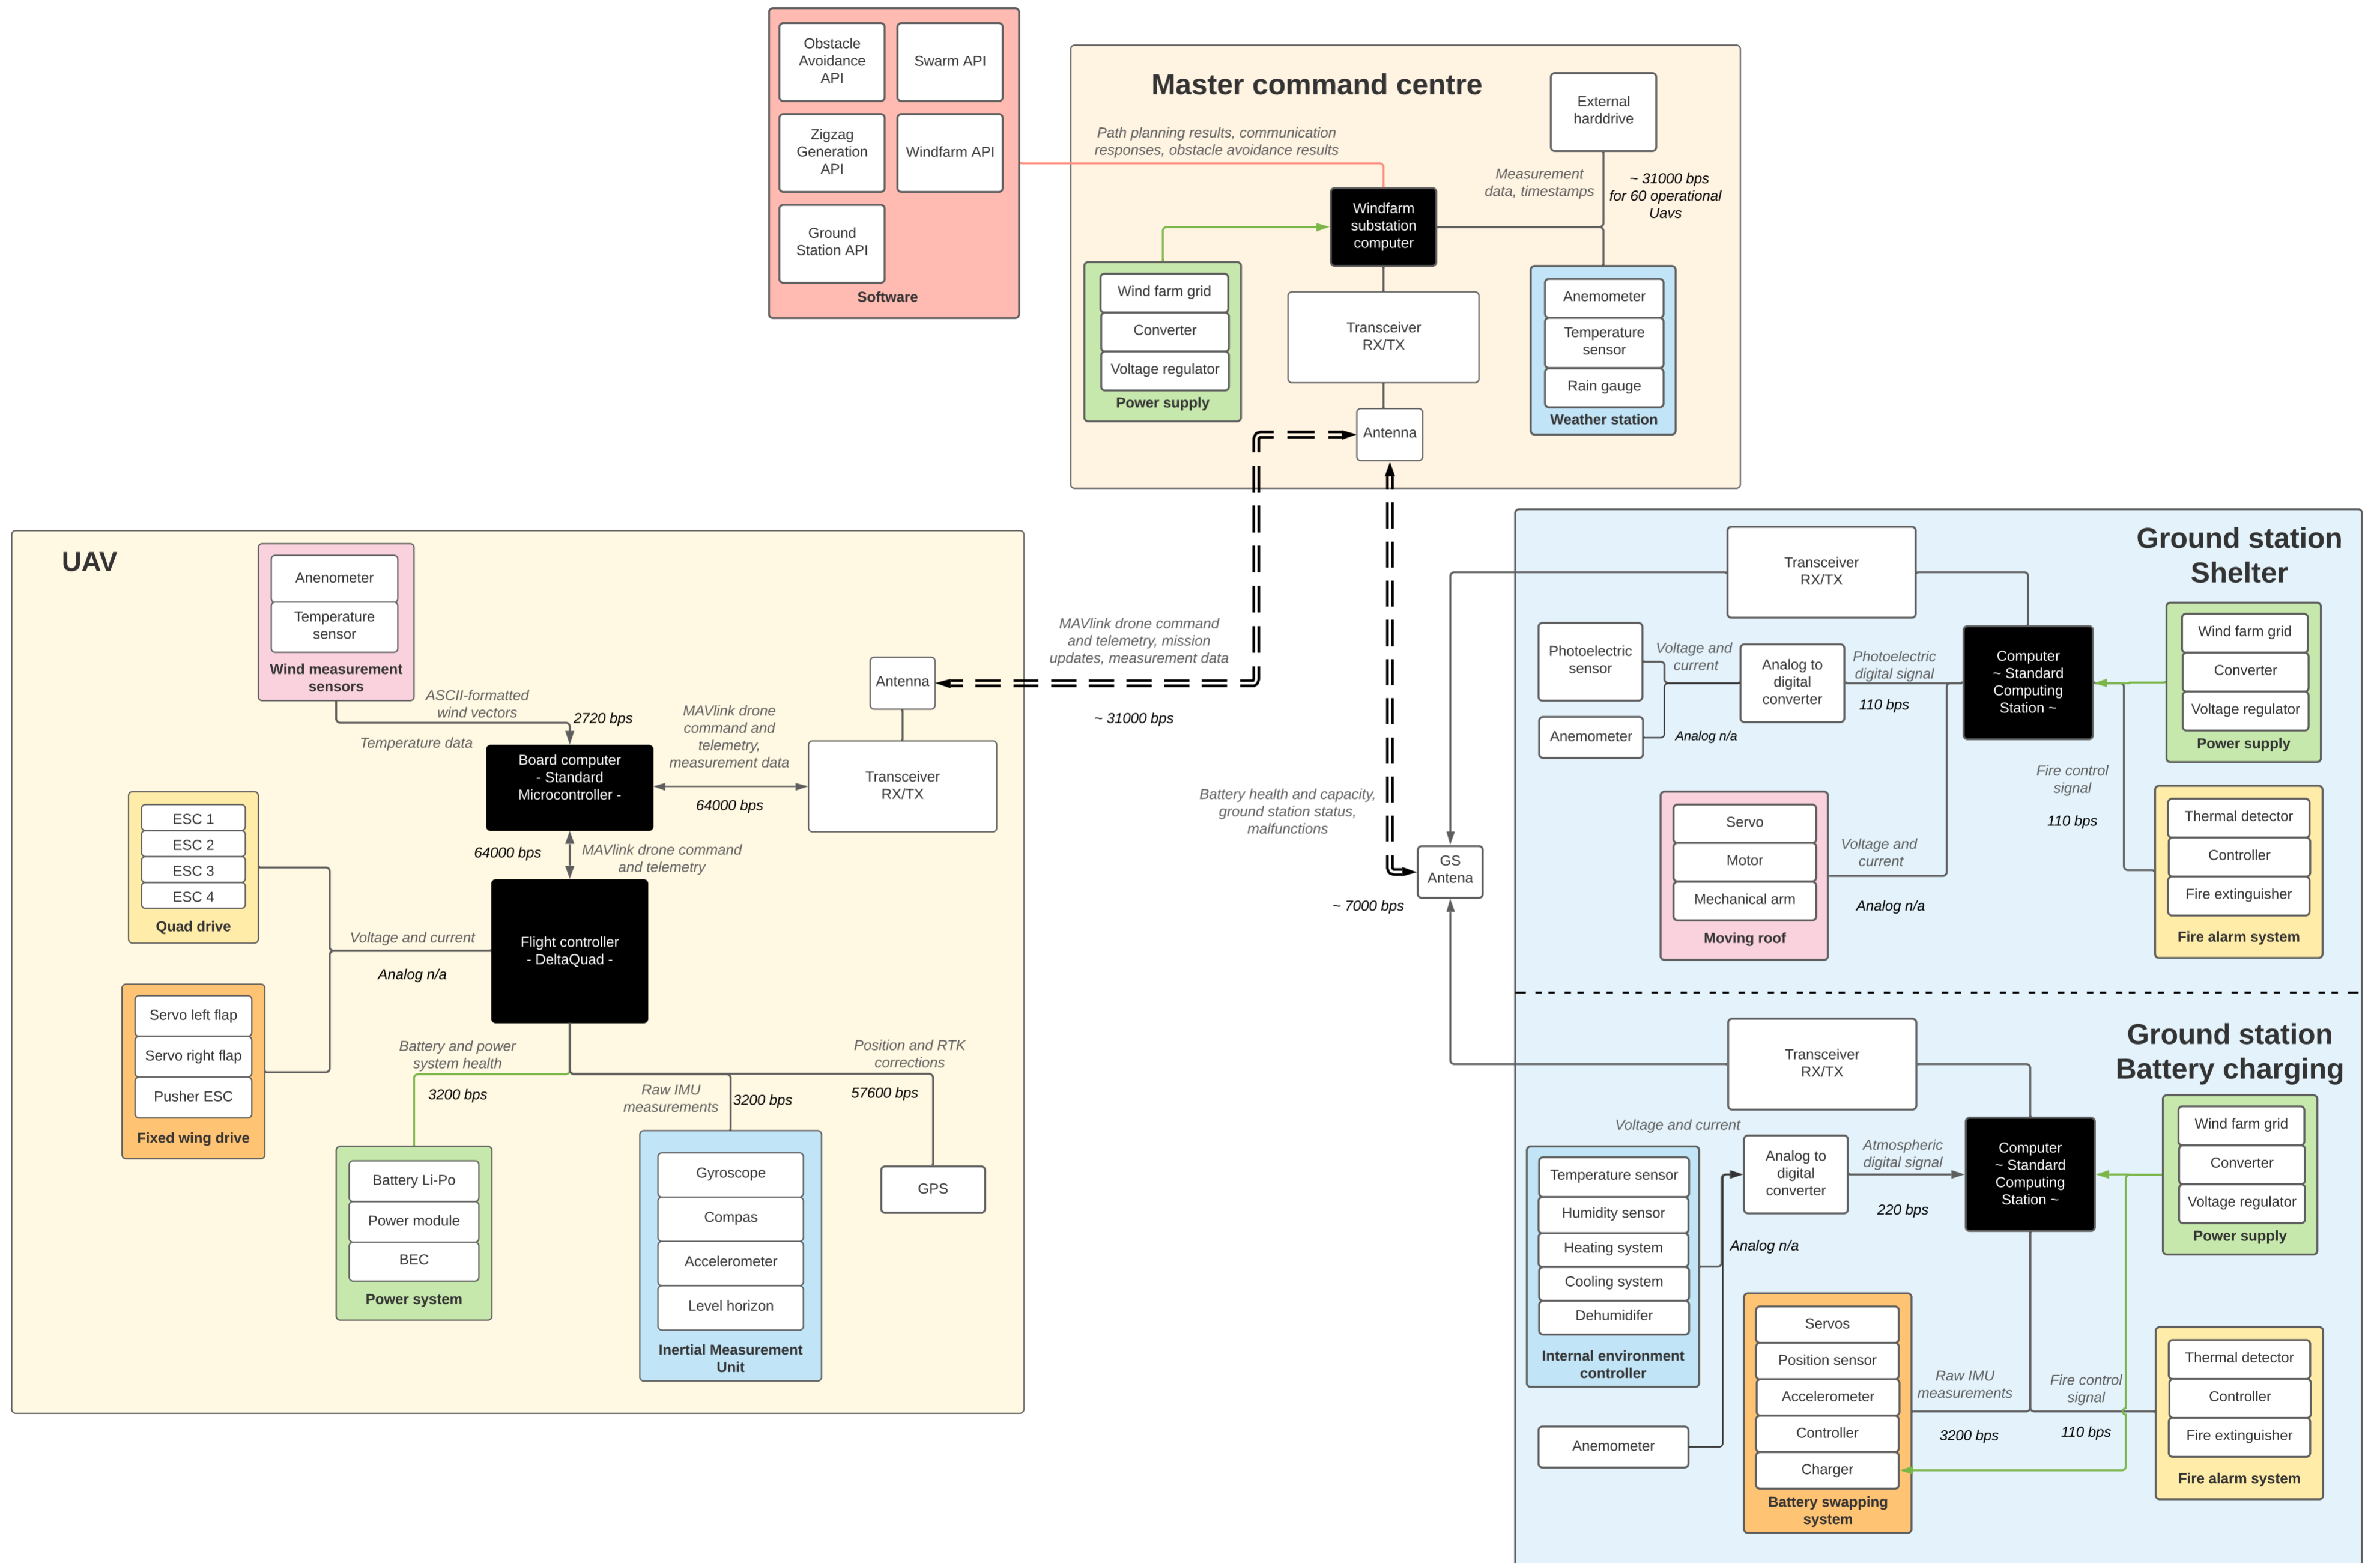 Obstacle
Avoidance
API
Swarm API
Zigzag
Generation
API
Windfarm API
Ground
Station API
Software
Master command centre
External
harddrive
Path planning results, communication
responses, obstacle avoidance results
Measurement
data, timestamps
~ 31000 bps
for 60 operational
Uavs
Windfarm
substation
computer
Wind farm grid
Converter
Voltage regulator
Power supply
Transceiver
RX/TX
Anemometer
Temperature
sensor
Rain gauge
Weather station
Antenna
UAV
Anenometer
Temperature
sensor
Wind measurement
sensors
ASCII-formatted
wind vectors
2720 bps
Temperature data
Board computer
- Standard
Microcontroller -
MAVlink drone
command and
telemetry,
measurement data
64000 bps
Antenna
Transceiver
RX/TX
MAVlink drone command
and telemetry, mission
updates, measurement data
~ 31000 bps
ESC 1
ESC 2
ESC 3
ESC 4
Quad drive
64000 bps
MAVlink drone command
and telemetry
Voltage and current
Analog n/a
Flight controller
- DeltaQuad -
Servo left flap
Servo right flap
Pusher ESC
Fixed wing drive
Battery and power
system health
3200 bps
Raw IMU
measurements
3200 bps
Position and RTK
corrections
57600 bps
Battery Li-Po
Power module
BEC
Power system
Gyroscope
Compas
Accelerometer
Level horizon
Inertial Measurement
Unit
GPS
Battery health and capacity,
ground station status,
malfunctions
~ 7000 bps
GS
Antena
Ground station
Shelter
Transceiver
RX/TX
Photoelectric
sensor
Voltage and
current
Analog to
digital
converter
Photoelectric
digital signal
110 bps
Computer
~ Standard
Computing
Station ~
Wind farm grid
Converter
Voltage regulator
Power supply
Anemometer
Analog n/a
Fire control
signal
110 bps
Servo
Motor
Mechanical arm
Moving roof
Voltage and
current
Analog n/a
Thermal detector
Controller
Fire extinguisher
Fire alarm system
Ground station
Battery charging
Transceiver
RX/TX
Voltage and current
Analog to
digital
converter
Atmospheric
digital signal
220 bps
Computer
~ Standard
Computing
Station ~
Wind farm grid
Converter
Voltage regulator
Power supply
Temperature sensor
Humidity sensor
Heating system
Cooling system
Dehumidifer
Internal environment
controller
Analog n/a
Anemometer
Servos
Position sensor
Accelerometer
Controller
Charger
Battery swapping
system
Raw IMU
measurements
3200 bps
Fire control
signal
110 bps
Thermal detector
Controller
Fire extinguisher
Fire alarm system